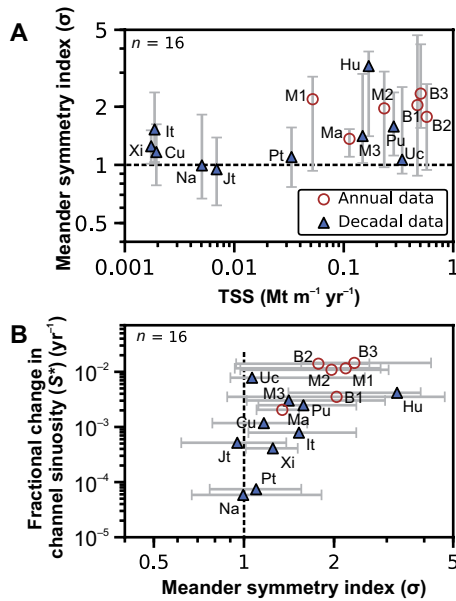 A
n = 16
Meander symmetry index (σ)
5
2
1
0.5
Hu
M1
M2
B3
B1
B2
It
Xi
Cu
Ma
M3
Pu
Uc
Pt
Na
Jt
Annual data
Decadal data
0.001
0.01
0.1
1
TSS (Mt m⁻¹ yr⁻¹)
B
n = 16
Fractional change in
channel sinuosity (S*) (yr⁻¹)
10⁻²
10⁻³
10⁻⁴
10⁻⁵
B2
B3
Uc
M2
M1
M3
B1
Hu
Cu
Ma
Pu
It
Jt
Xi
Pt
Na
0.5
1
2
5
Meander symmetry index (σ)